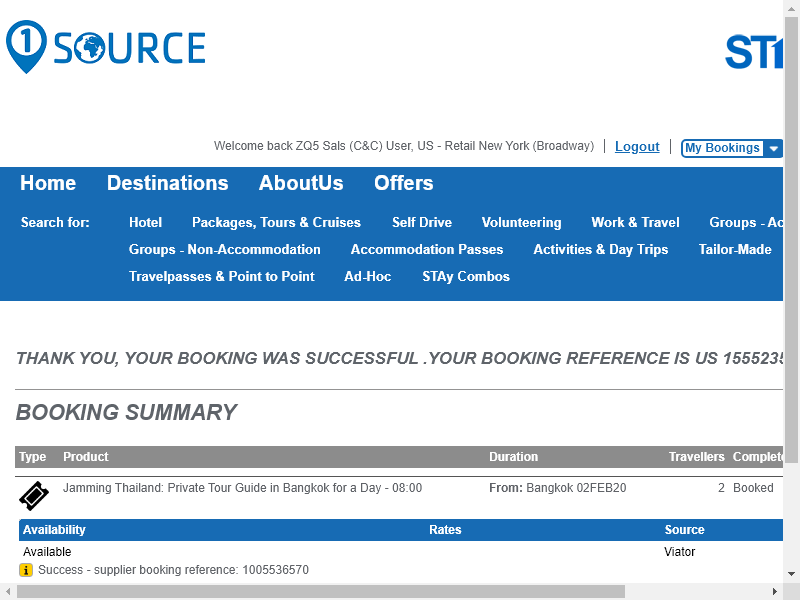 1 SOURCE
Welcome back ZQ5 Sals (C&C) User, US - Retail New York (Broadway) Logout My Bookings
Home Destinations AboutUs Offers
Search for: Hotel Packages, Tours & Cruises Self Drive Volunteering Work & Travel Groups -
Groups - Non-Accommodation Accommodation Passes Activities & Day Trips Tailor-Made
Travelpasses & Point to Point Ad-Hoc STAy Combos
THANK YOU, YOUR BOOKING WAS SUCCESSFUL .YOUR BOOKING REFERENCE IS US 155523
BOOKING SUMMARY
Type Product Duration Travellers Complete
Jamming Thailand: Private Tour Guide in Bangkok for a Day - 08:00 From: Bangkok 02FEB20 2 Booked
Availability Rates Source
Available Viator
Success - supplier booking reference: 1005536570